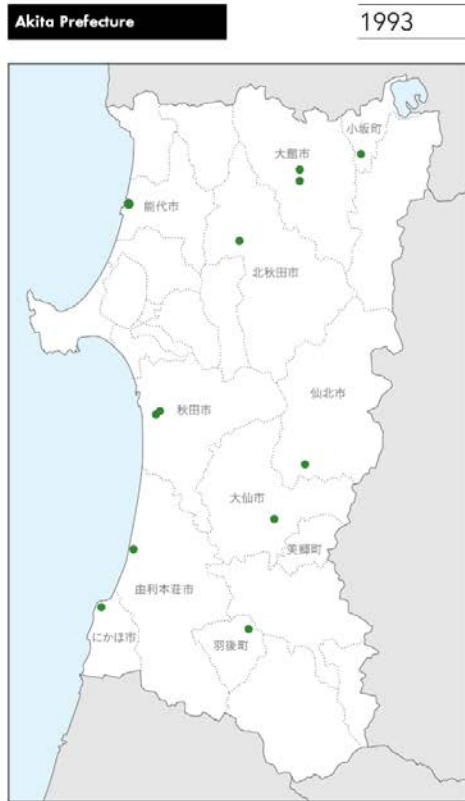 Akita Prefecture
1993
小坂町
大館市
能代市
北秋田市
仙北市
秋田市
大仙市
美郷町
由利本荘市
にかほ市
羽後町